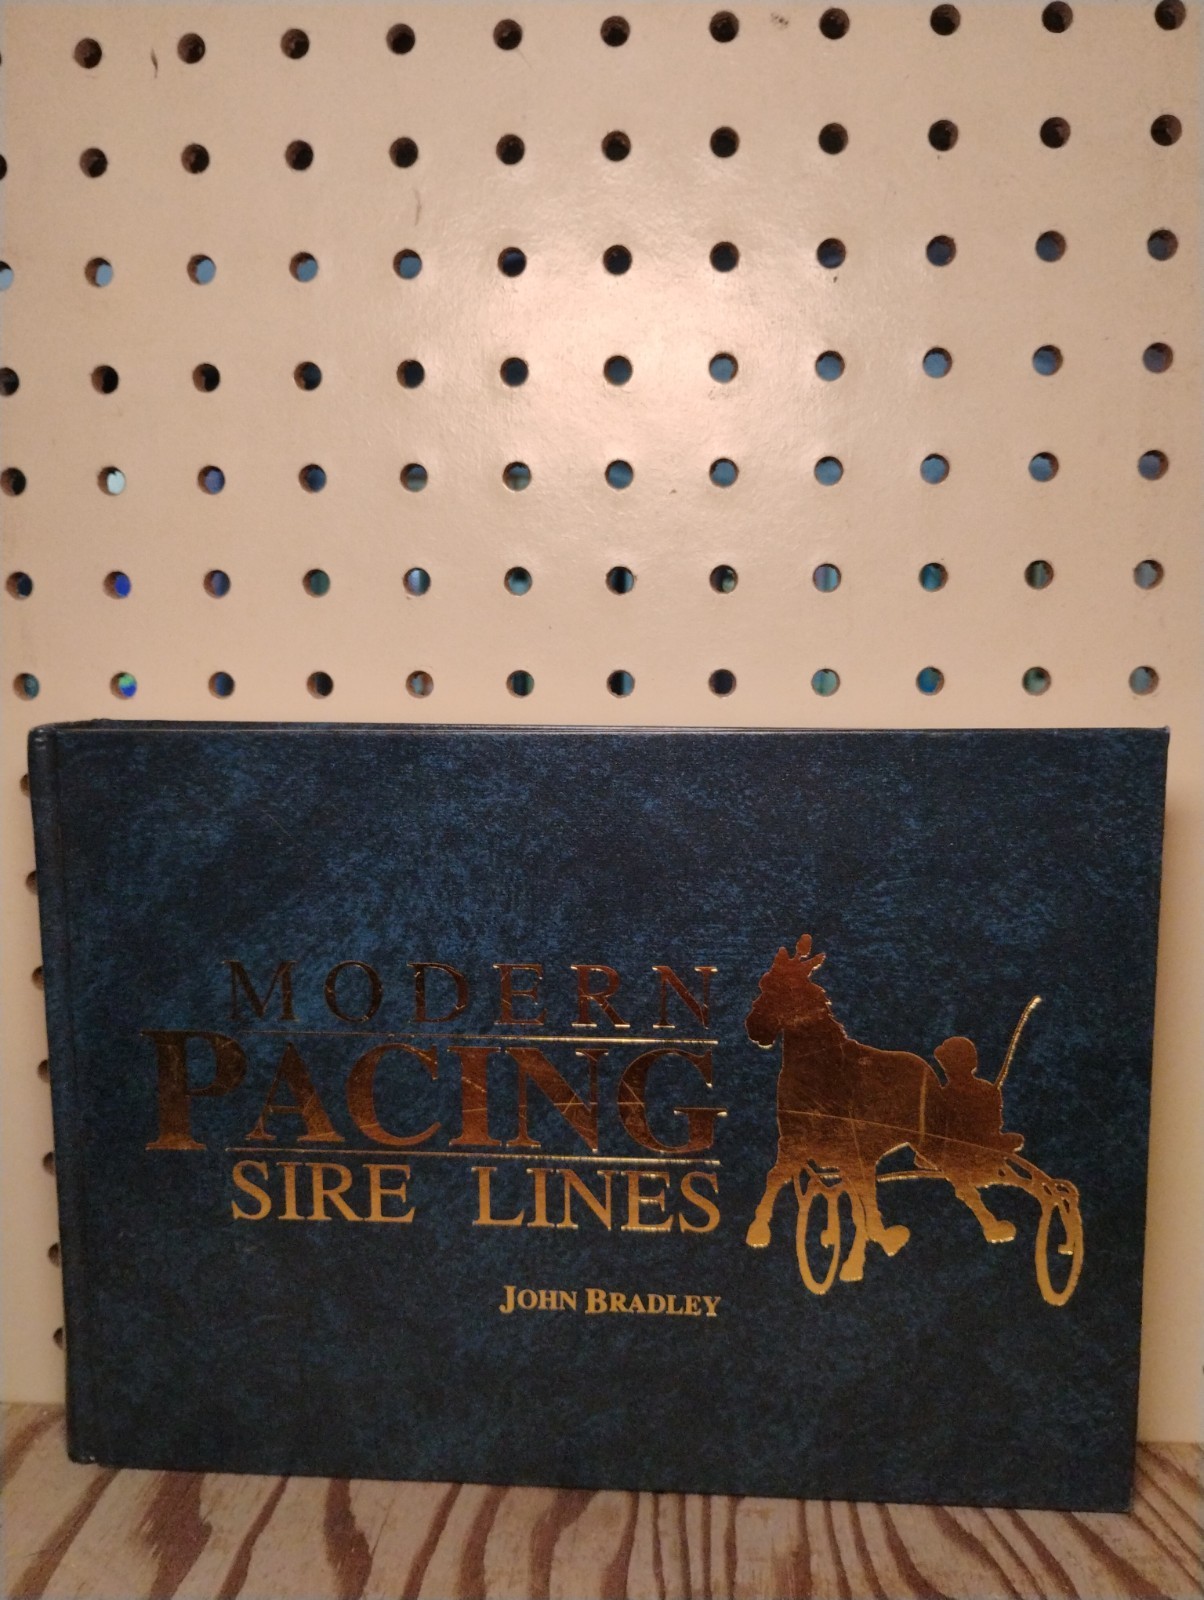 MODERN
PACING
SIRE LINES
JOHN BRADLEY